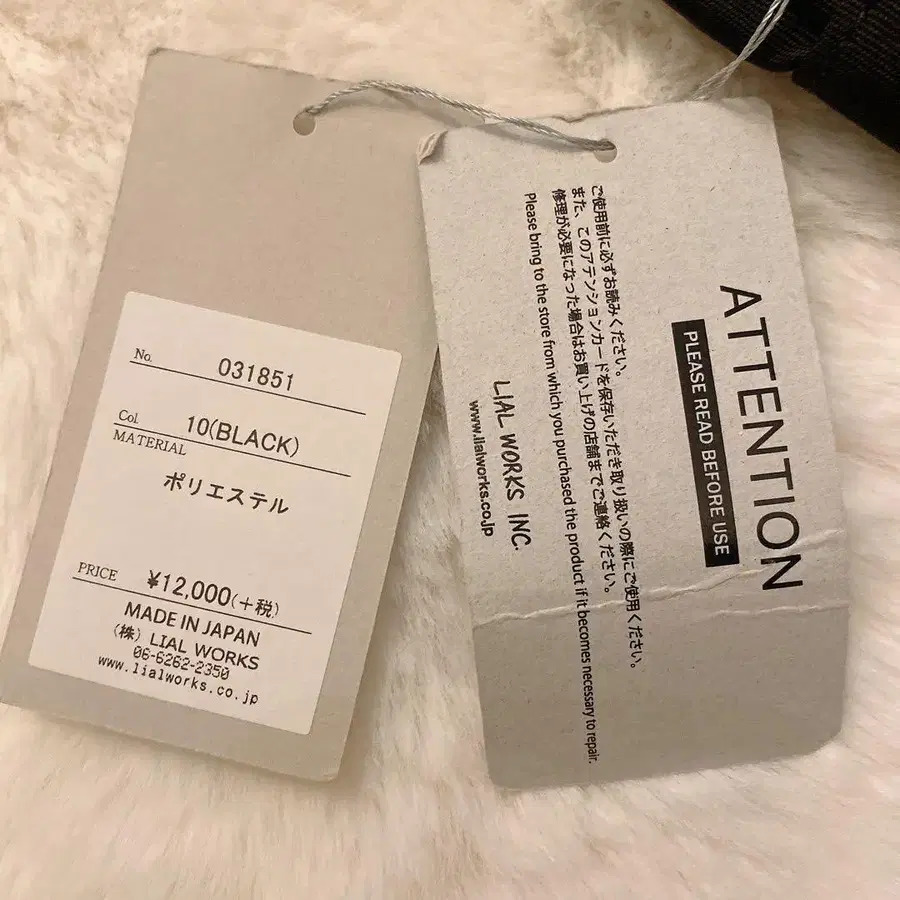 No. 031851
Col. 10(BLACK)
MATERIAL
ポリエステル
PRICE ¥12,000(+税)
MADE IN JAPAN
(株) LIAL WORKS
06-6262-2350
www.lialworks.co.jp
ATTENTION
PLEASE READ BEFORE USE
ご使用前に必ずお読みください。
また、このアテンションカードを保存いただき取り扱いの際にご使用ください。
修理が必要になった場合はお買い上げの店舗までご連絡ください。
Please bring to the store from which you purchased the product if it becomes necessary to repair.
LIAL WORKS INC.
www.lialworks.co.jp